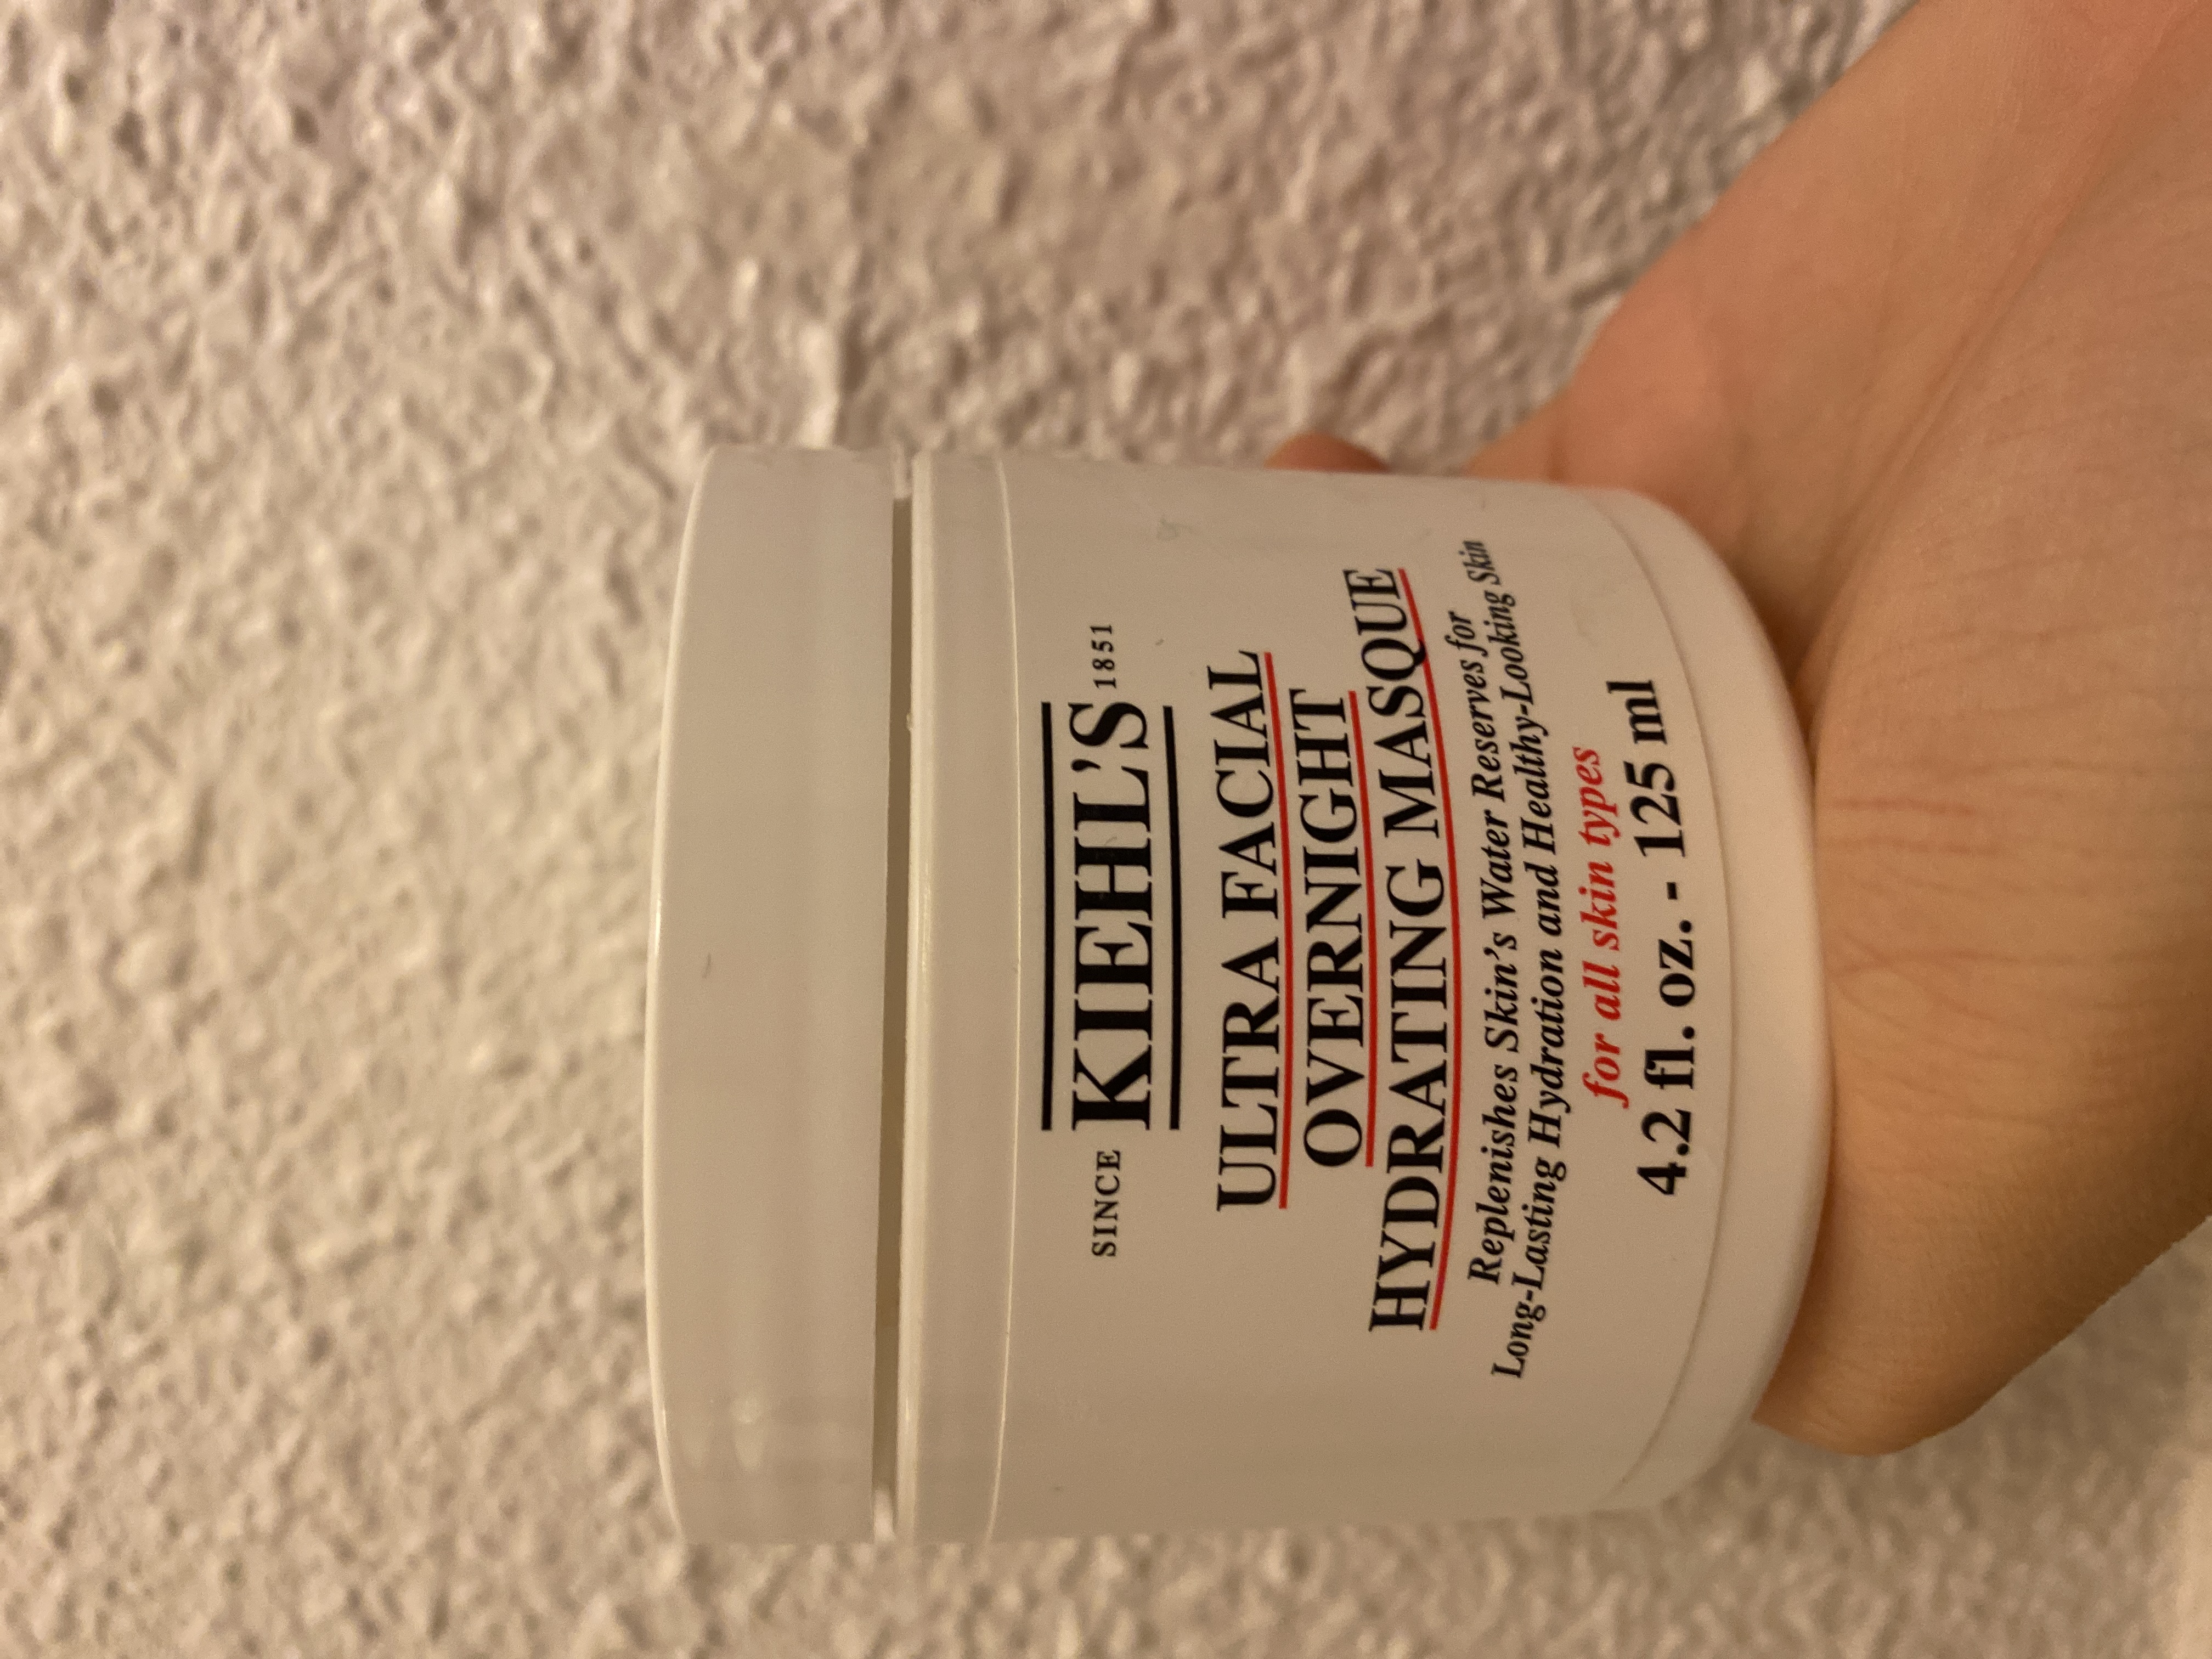 SINCE KIEHL'S 1851
ULTRA FACIAL
OVERNIGHT
HYDRATING MASQUE
Replenishes Skin's Water Reserves for
Long-Lasting Hydration and Healthy-Looking Skin
for all skin types
4.2 fl. oz. - 125 ml